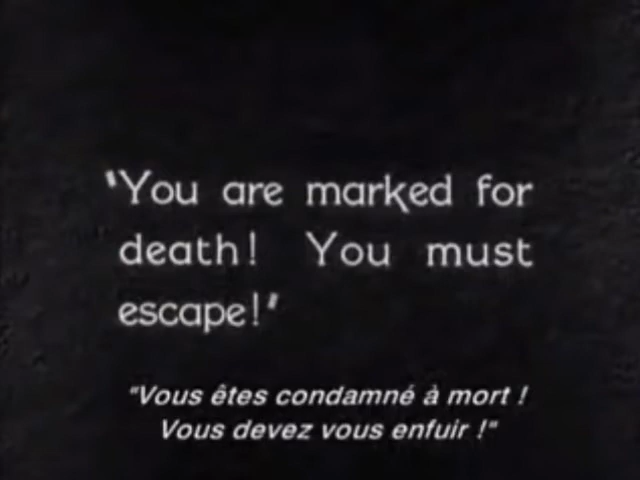 'You are marked for
death! You must
escape!'
"Vous êtes condamné à mort !
Vous devez vous enfuir !"